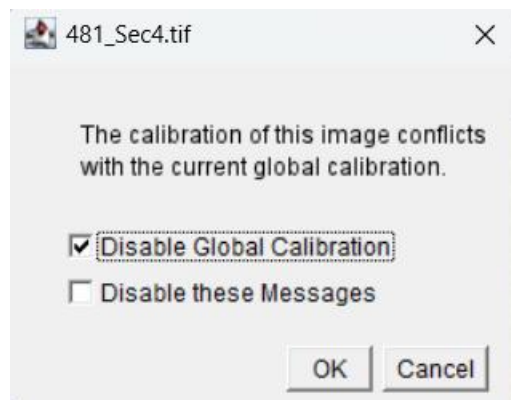 481_Sec4.tif
The calibration of this image conflicts
with the current global calibration.
Disable Global Calibration
Disable these Messages
OK Cancel